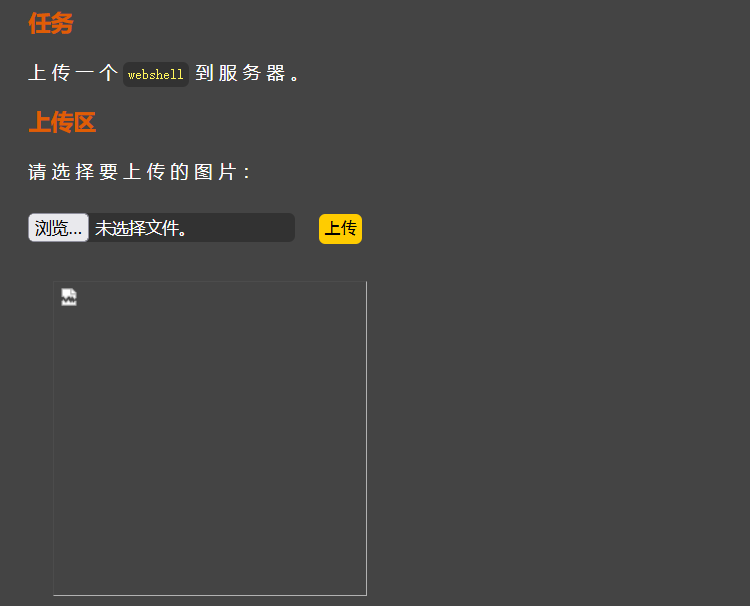 任务
上传一个 webshell 到服务器。
上传区
请选择要上传的图片：
浏览... 未选择文件。 上传